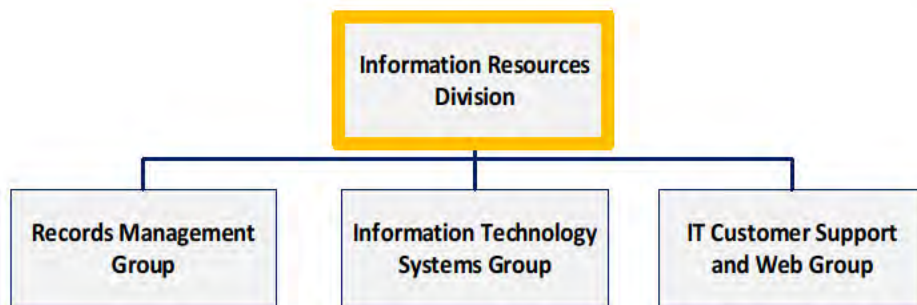 Information Resources
Division
Records Management
Group
Information Technology
Systems Group
IT Customer Support
and Web Group